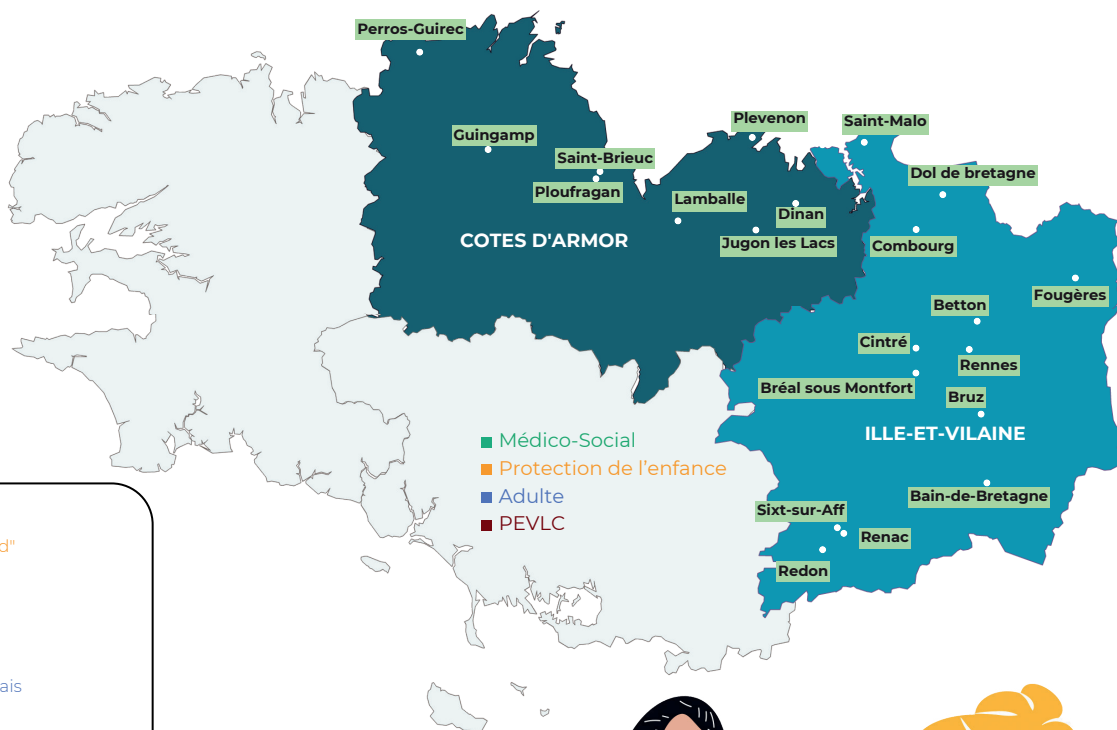 Perros-Guirec
Plevenon
Saint-Malo
Guingamp
Saint-Brieuc
Dol de bretagne
Ploufragan
Lamballe
Dinan
COTES D'ARMOR
Jugon les Lacs
Combourg
Fougères
Betton
Cintré
Rennes
Bréal sous Montfort
Bruz
ILLE-ET-VILAINE
Médico-Social
Protection de l'enfance
Adulte
PEVLC
Bain-de-Bretagne
Sixt-sur-Aff
Renac
Redon
d"
ais